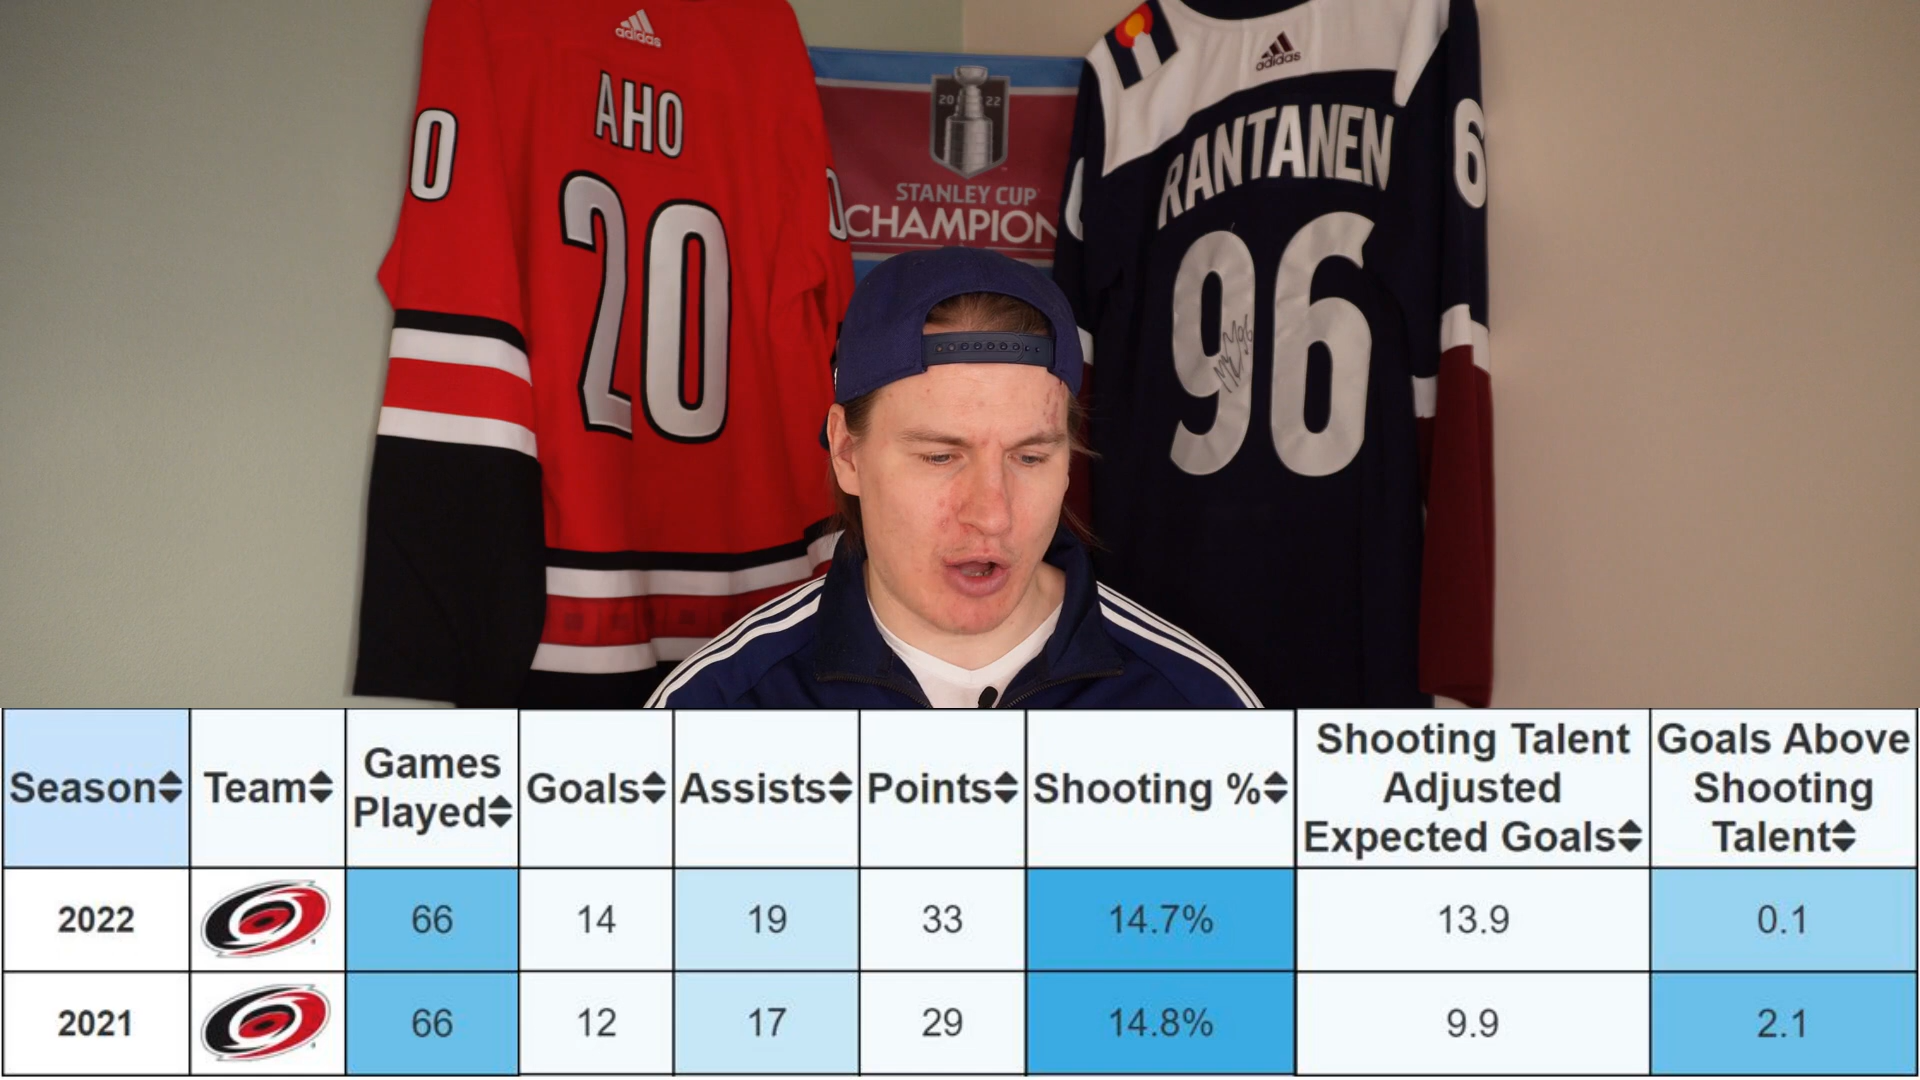 adidas
AHO
20
0
0
20 22
STANLEY CUP
CHAMPION
adidas
RANTANEN
96
6
Season Team Games Played Goals Assists Points Shooting % Shooting Talent Adjusted Expected Goals Goals Above Shooting Talent
2022 66 14 19 33 14.7% 13.9 0.1
2021 66 12 17 29 14.8% 9.9 2.1